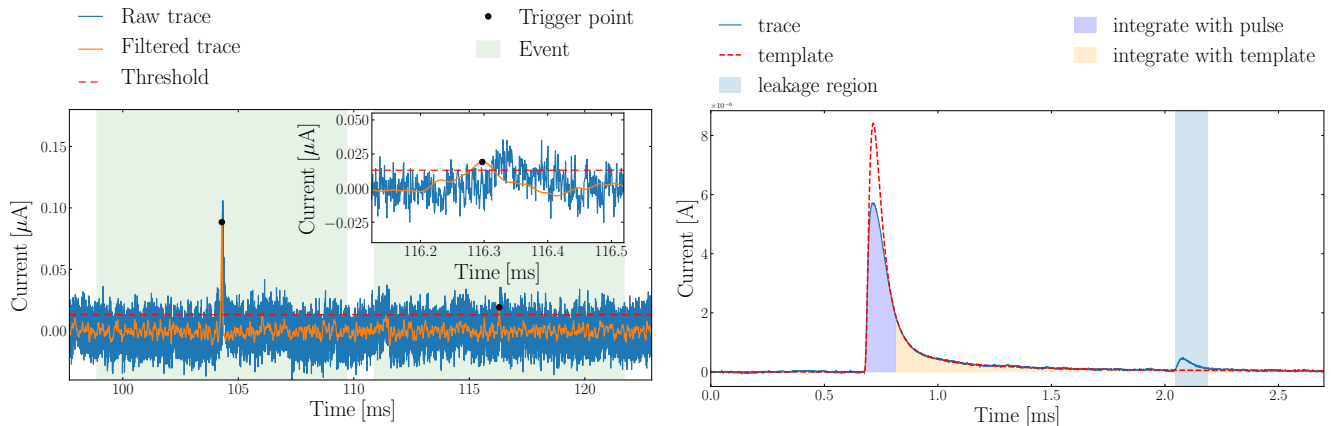 Raw trace
Filtered trace
Threshold
Trigger point
Event
Current [μA]
0.15
0.10
0.05
0.00
100
105
110
115
120
Time [ms]
Current [μA]
0.050
0.025
0.000
−0.025
116.2
116.3
116.4
116.5
Time [ms]
trace
template
leakage region
integrate with pulse
integrate with template
×10⁻⁶
Current [A]
8
6
4
2
0
0.0
0.5
1.0
1.5
2.0
2.5
Time [ms]